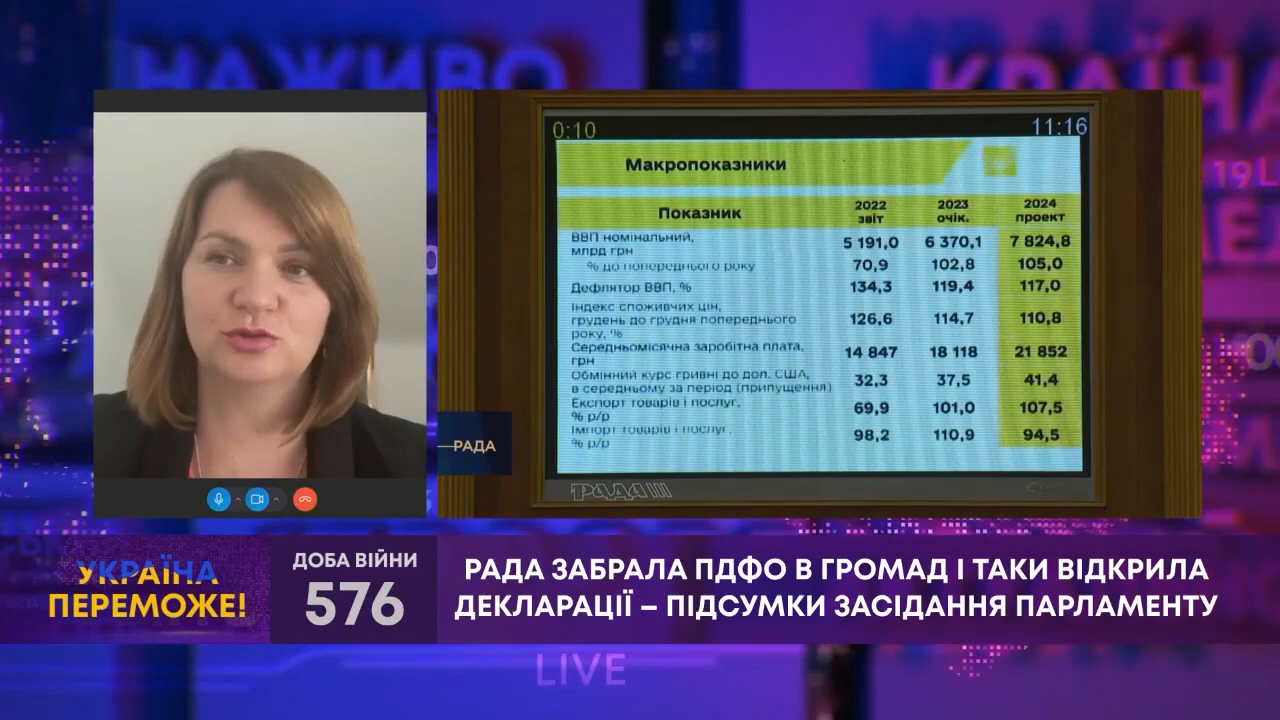 НАЖИВО
0:10
11:16
Макропоказники
Показник
2022 звіт
2023 очік.
2024 проект
ВВП номінальний, млрд грн
5 191,0 6 370,1 7 824,8
% до попереднього року
70,9 102,8 105,0
Дефлятор ВВП, %
134,3 119,4 117,0
Індекс споживчих цін,
грудень до грудня попереднього
року, %
126,6 114,7 110,8
Середньомісячна заробітна плата,
грн
14 847 18 118 21 852
Обмінний курс гривні до дол. США,
в середньому за період (припущення)
32,3 37,5 41,4
Експорт товарів і послуг,
% р/р
69,9 101,0 107,5
Імпорт товарів і послуг,
% р/р
98,2 110,9 94,5
РАДА
РАДА
УКРАЇНА
ПЕРЕМОЖЕ!
ДОБА ВІЙНИ
576
РАДА ЗАБРАЛА ПДФО В ГРОМАД І ТАКИ ВІДКРИЛА
ДЕКЛАРАЦІЇ – ПІДСУМКИ ЗАСІДАННЯ ПАРЛАМЕНТУ
LIVE